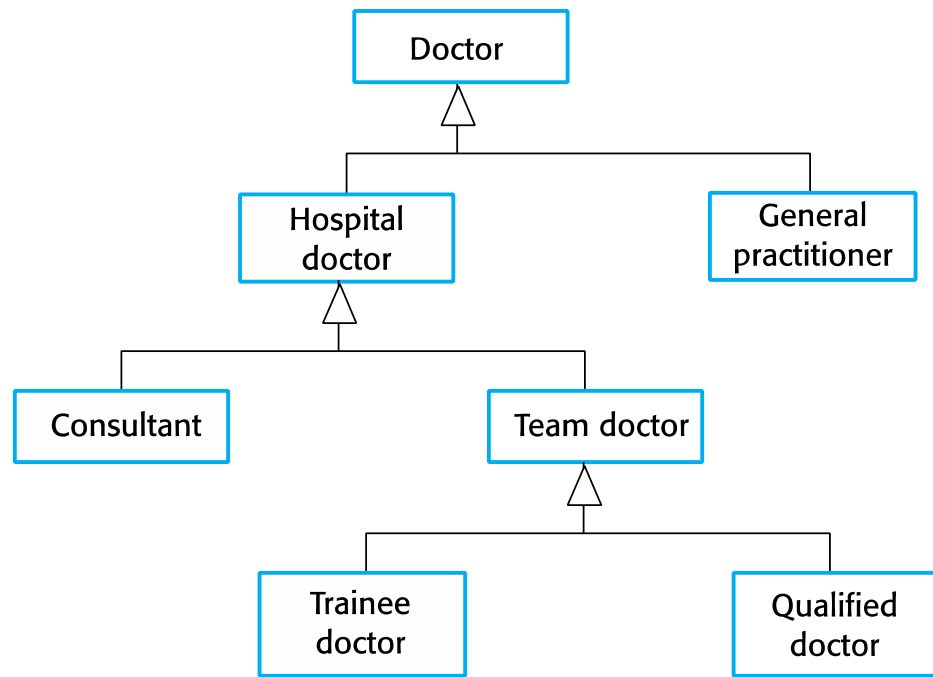 Doctor
Hospital
doctor
General
practitioner
Consultant
Team doctor
Trainee
doctor
Qualified
doctor